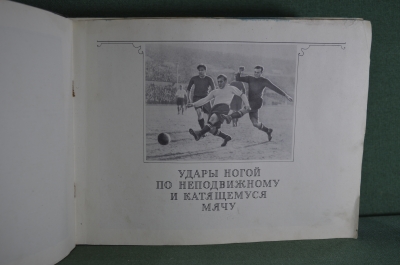 УДАРЫ НОГОЙ
ПО НЕПОДВИЖНОМУ
И КАТЯЩЕМУСЯ
МЯЧУ